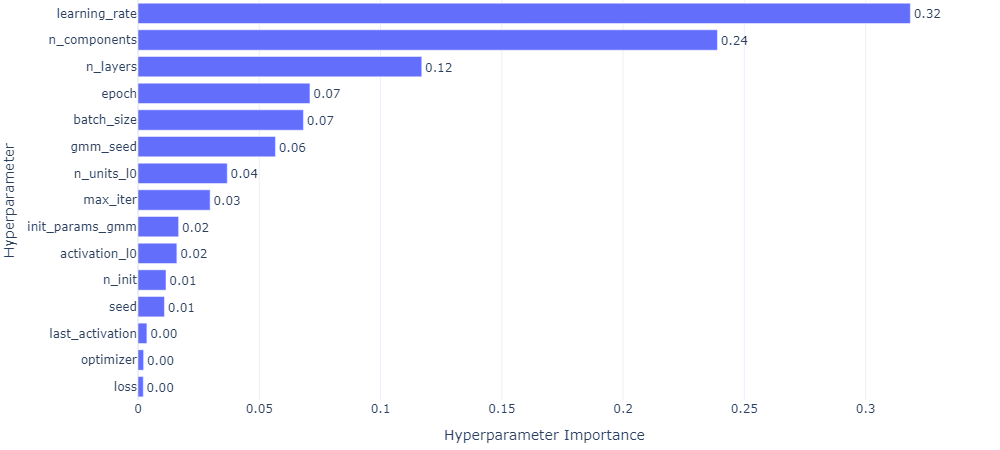 learning_rate 0.32
n_components 0.24
n_layers 0.12
epoch 0.07
batch_size 0.07
gmm_seed 0.06
n_units_l0 0.04
max_iter 0.03
init_params_gmm 0.02
activation_l0 0.02
n_init 0.01
seed 0.01
last_activation 0.00
optimizer 0.00
loss 0.00
0 0.05 0.1 0.15 0.2 0.25 0.3
Hyperparameter Importance
Hyperparameter